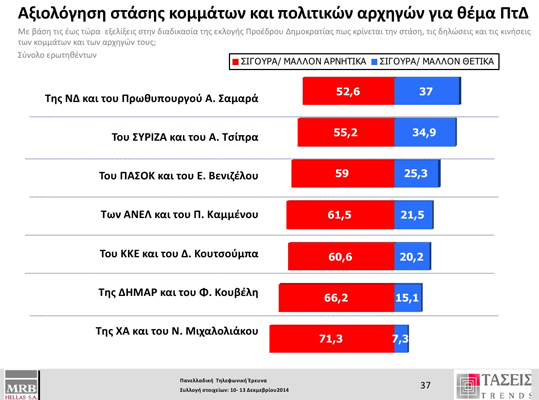 Αξιολόγηση στάσης κομμάτων και πολιτικών αρχηγών για θέμα ΠτΔ
Με βάση τις έως τώρα εξελίξεις στην διαδικασία της εκλογής Προέδρου Δημοκρατίας πως κρίνεται την στάση, τις δηλώσεις και τις κινήσεις
των κομμάτων και των αρχηγών τους;
Σύνολο ερωτηθέντων
ΣΙΓΟΥΡΑ/ ΜΑΛΛΟΝ ΑΡΝΗΤΙΚΑ ΣΙΓΟΥΡΑ/ ΜΑΛΛΟΝ ΘΕΤΙΚΑ
Της ΝΔ και του Πρωθυπουργού Α. Σαμαρά 52,6 37
Του ΣΥΡΙΖΑ και του Α. Τσίπρα 55,2 34,9
Του ΠΑΣΟΚ και του Ε. Βενιζέλου 59 25,3
Των ΑΝΕΛ και του Π. Καμμένου 61,5 21,5
Του ΚΚΕ και του Δ. Κουτσούμπα 60,6 20,2
Της ΔΗΜΑΡ και του Φ. Κουβέλη 66,2 15,1
Της ΧΑ και του Ν. Μιχαλολιάκου 71,3 7,3
MRB
HELLAS S.A.
Πανελλαδική Τηλεφωνική Έρευνα
Συλλογή στοιχείων: 10- 13 Δεκεμβρίου2014
37
ΤΑΣΕΙΣ
TRENDS